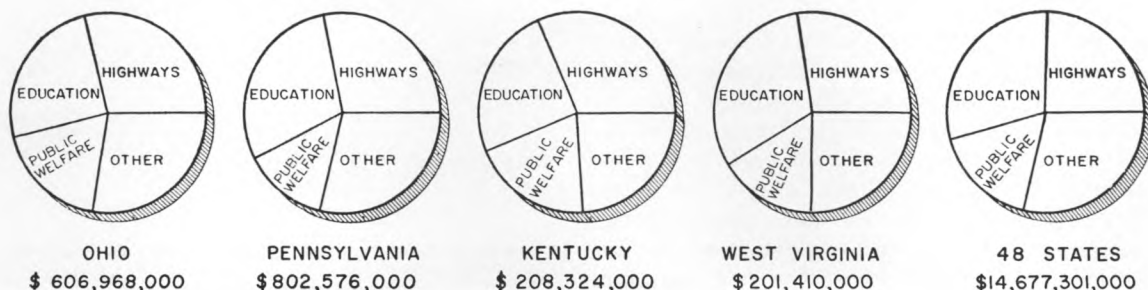 HIGHWAYS
EDUCATION
PUBLIC
WELFARE
OTHER
OHIO
$ 606,968,000
HIGHWAYS
EDUCATION
PUBLIC
WELFARE
OTHER
PENNSYLVANIA
$802,576,000
HIGHWAYS
EDUCATION
PUBLIC
WELFARE
OTHER
KENTUCKY
$ 208,324,000
HIGHWAYS
EDUCATION
PUBLIC
WELFARE
OTHER
WEST VIRGINIA
$201,410,000
HIGHWAYS
EDUCATION
PUBLIC
WELFARE
OTHER
48 STATES
$14,677,301,000